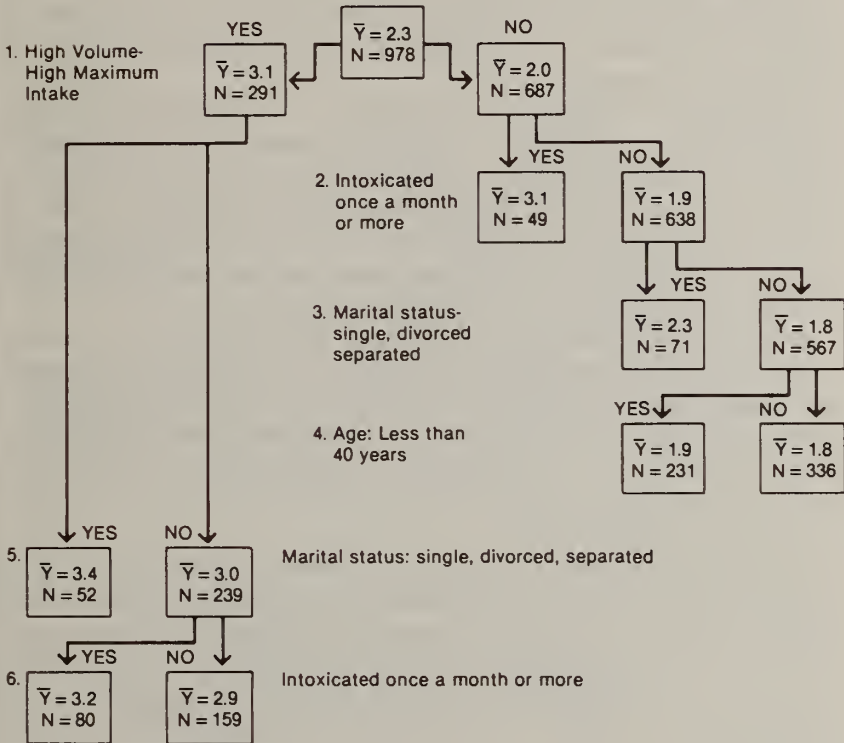 YES
Ȳ = 2.3
N = 978
NO
1. High Volume-
High Maximum
Intake
Ȳ = 3.1
N = 291
Ȳ = 2.0
N = 687
YES
NO
2. Intoxicated
once a month
or more
Ȳ = 3.1
N = 49
Ȳ = 1.9
N = 638
YES
NO
3. Marital status-
single, divorced
separated
Ȳ = 2.3
N = 71
Ȳ = 1.8
N = 567
YES
NO
4. Age: Less than
40 years
Ȳ = 1.9
N = 231
Ȳ = 1.8
N = 336
YES
NO
5.
Ȳ = 3.4
N = 52
Ȳ = 3.0
N = 239
Marital status: single, divorced, separated
YES
NO
6.
Ȳ = 3.2
N = 80
Ȳ = 2.9
N = 159
Intoxicated once a month or more